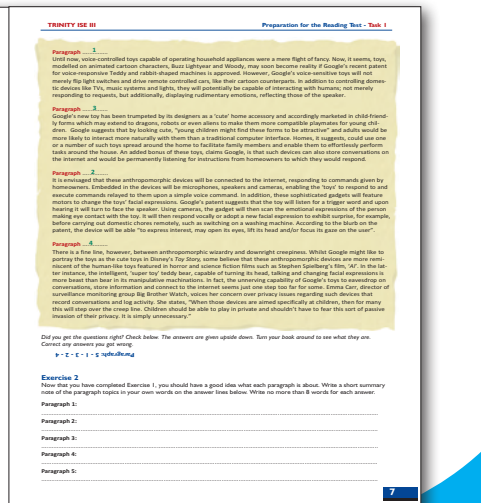 TRINITY ISE III
Preparation for the Reading Test - Task 1
Paragraph ....1......
Until now, voice-controlled toys capable of operating household appliances were a mere flight of fancy. Now, it seems, toys,
modelled on animated cartoon characters, Buzz Lightyear and Woody, may soon become reality if Google's recent patent
for voice-responsive Teddy and rabbit-shaped machines is approved. However, Google's voice-sensitive toys will not
merely flip light switches and drive remote controlled cars, like their cartoon counterparts. In addition to controlling domes-
tic devices like TVs, music systems and lights, they will potentially be capable of interacting with humans; not merely
responding to requests, but additionally, displaying rudimentary emotions, reflecting those of the speaker.
Paragraph ....3......
Google's new toy has been trumpeted by its designers as a 'cute' home accessory and accordingly marketed in child-friend-
ly forms which may extend to dragons, robots or even aliens to make them more compatible playmates for young chil-
dren. Google suggests that by looking cute, "young children might find these forms to be attractive" and adults would be
more likely to interact more naturally with them than a traditional computer interface. Homes, it suggests, could use one
or a number of such toys spread around the home to facilitate family members and enable them to effortlessly perform
tasks around the house. An added bonus of these toys, claims Google, is that such devices can also store conversations on
the internet and would be permanently listening for instructions from homeowners to which they would respond.
Paragraph ....2......
It is envisaged that these anthropomorphic devices will be connected to the internet, responding to commands given by
homeowners. Embedded in the devices will be microphones, speakers and cameras, enabling the 'toys' to respond to and
execute commands relayed to them upon a simple voice command. In addition, these sophisticated gadgets will feature
motors to change the toys' facial expressions. Google's patent suggests that the toy will listen for a trigger word and upon
hearing it will turn to face the speaker. Using cameras, the gadget will then scan the emotional expressions of the person
making eye contact with the toy. It will then respond vocally or adopt a new facial expression to exhibit surprise, for example,
before carrying out domestic chores remotely, such as switching on a washing machine. According to the blurb on the
patent, the device will be able "to express interest, may open its eyes, lift its head and/or focus its gaze on the user".
Paragraph ....4......
There is a fine line, however, between anthropomorphic wizardry and downright creepiness. Whilst Google might like to
portray the toys as the cute toys in Disney's Toy Story, some believe that these anthropomorphic devices are more remi-
niscent of the human-like toys featured in horror and science fiction films such as Stephen Spielberg's film, 'AI'. In the lat-
ter instance, the intelligent, 'super toy' teddy bear, capable of turning its head, talking and changing facial expressions is
more beast than bear in its manipulative machinations. In fact, the unnerving capability of Google's toys to eavesdrop on
conversations, store information and connect to the internet seems just one step too far for some. Emma Carr, director of
surveillance monitoring group Big Brother Watch, voices her concern over privacy issues regarding such devices that
record conversations and log activity. She states, "When those devices are aimed specifically at children, then for many
this will step over the creep line. Children should be able to play in private and shouldn't have to fear this sort of passive
invasion of their privacy. It is simply unnecessary."
Did you get the questions right? Check below. The answers are given upside down. Turn your book around to see what they are.
Correct any answers you got wrong.
Paragraph: 5 - 1 - 3 - 2 - 4
Exercise 2
Now that you have completed Exercise 1, you should have a good idea what each paragraph is about. Write a short summary
note of the paragraph topics in your own words on the answer lines below. Write no more than 8 words for each answer.
Paragraph 1:
Paragraph 2:
Paragraph 3:
Paragraph 4:
Paragraph 5:
7